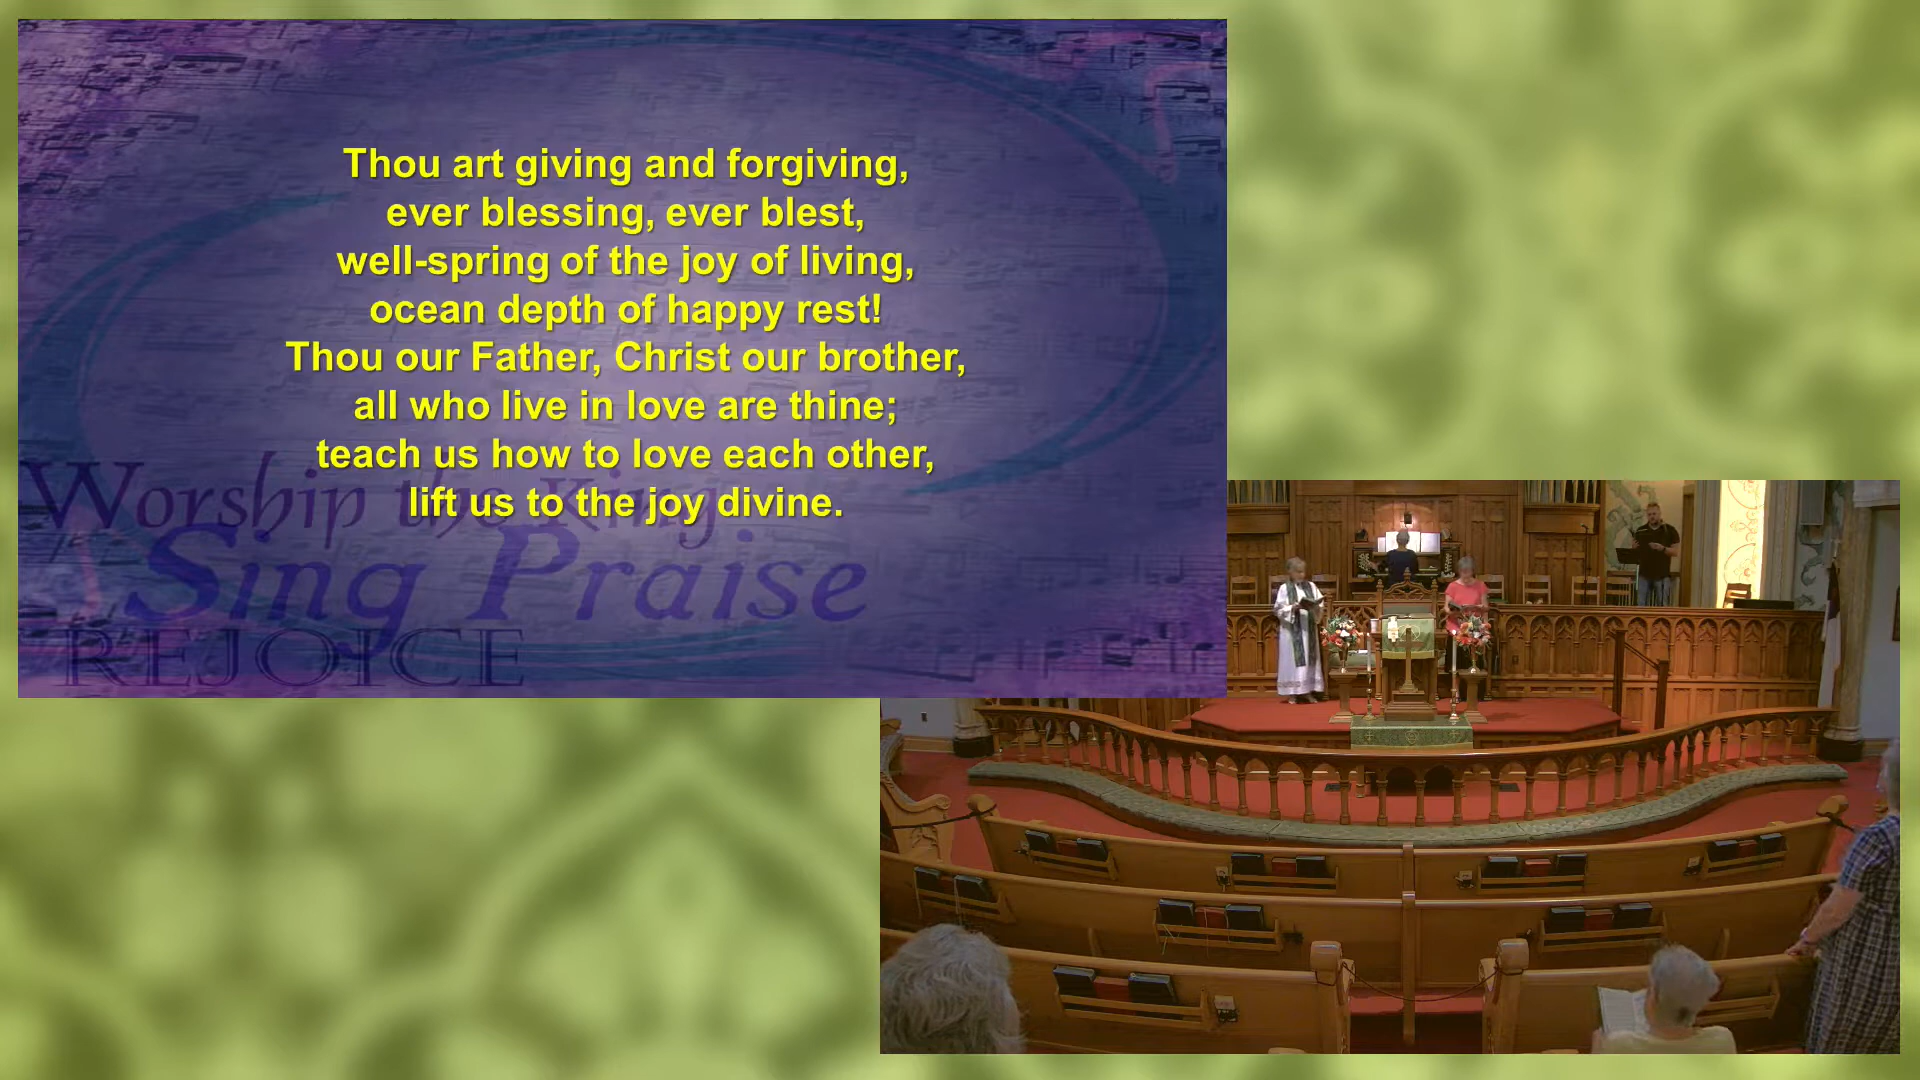 Thou art giving and forgiving,
ever blessing, ever blest,
well-spring of the joy of living,
ocean depth of happy rest!
Thou our Father, Christ our brother,
all who live in love are thine;
teach us how to love each other,
lift us to the joy divine.
Worship the King
Sing Praise
REJOICE